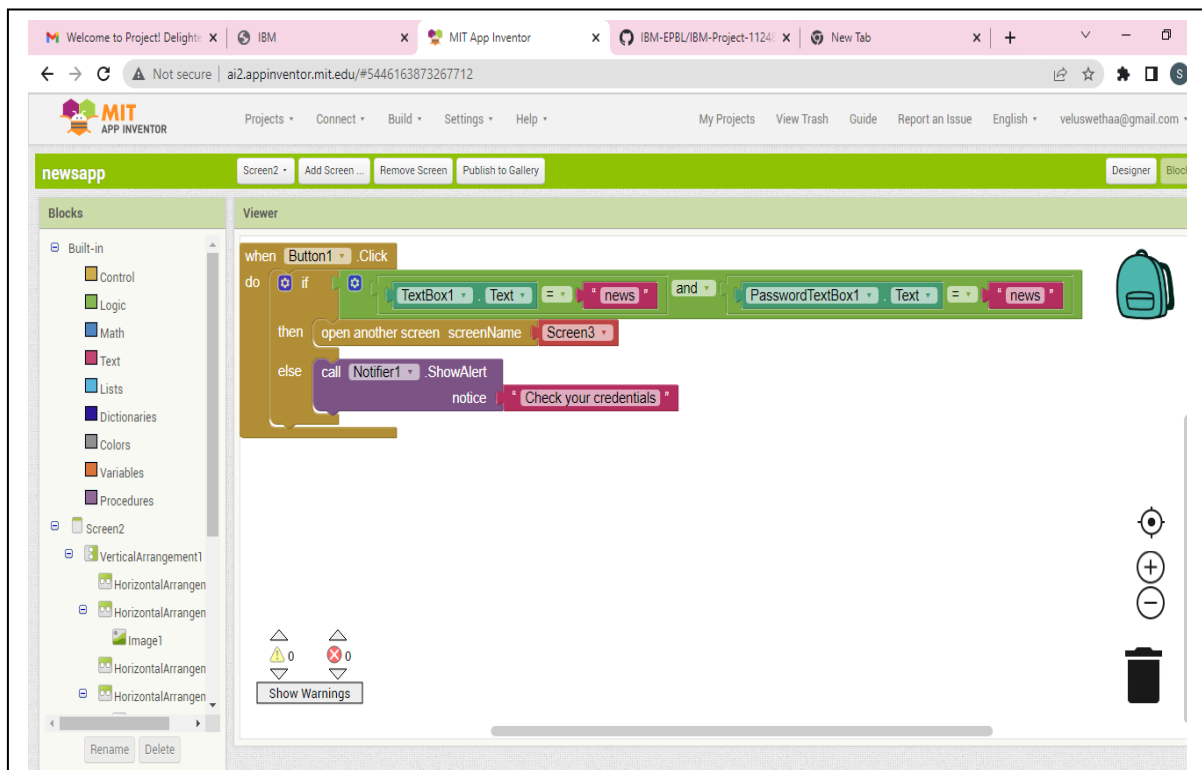 Welcome to Project! Delighte
IBM
MIT App Inventor
IBM-EPBL/IBM-Project-1124
New Tab
Not secure | ai2.appinventor.mit.edu/#5446163873267712
S
MIT
APP INVENTOR
Projects Connect Build Settings Help My Projects View Trash Guide Report an Issue English veluswethaa@gmail.com
newsapp
Screen2 Add Screen ... Remove Screen Publish to Gallery Designer Bloc
Blocks
Viewer
Built-in
Control
Logic
Math
Text
Lists
Dictionaries
Colors
Variables
Procedures
Screen2
VerticalArrangement1
HorizontalArrangen
HorizontalArrangen
Image1
HorizontalArrangen
HorizontalArrangen
Rename Delete
when Button1 .Click
do if TextBox1 . Text = " news " and PasswordTextBox1 . Text = " news "
then open another screen screenName Screen3
else call Notifier1 .ShowAlert
notice " Check your credentials "
0 0
Show Warnings